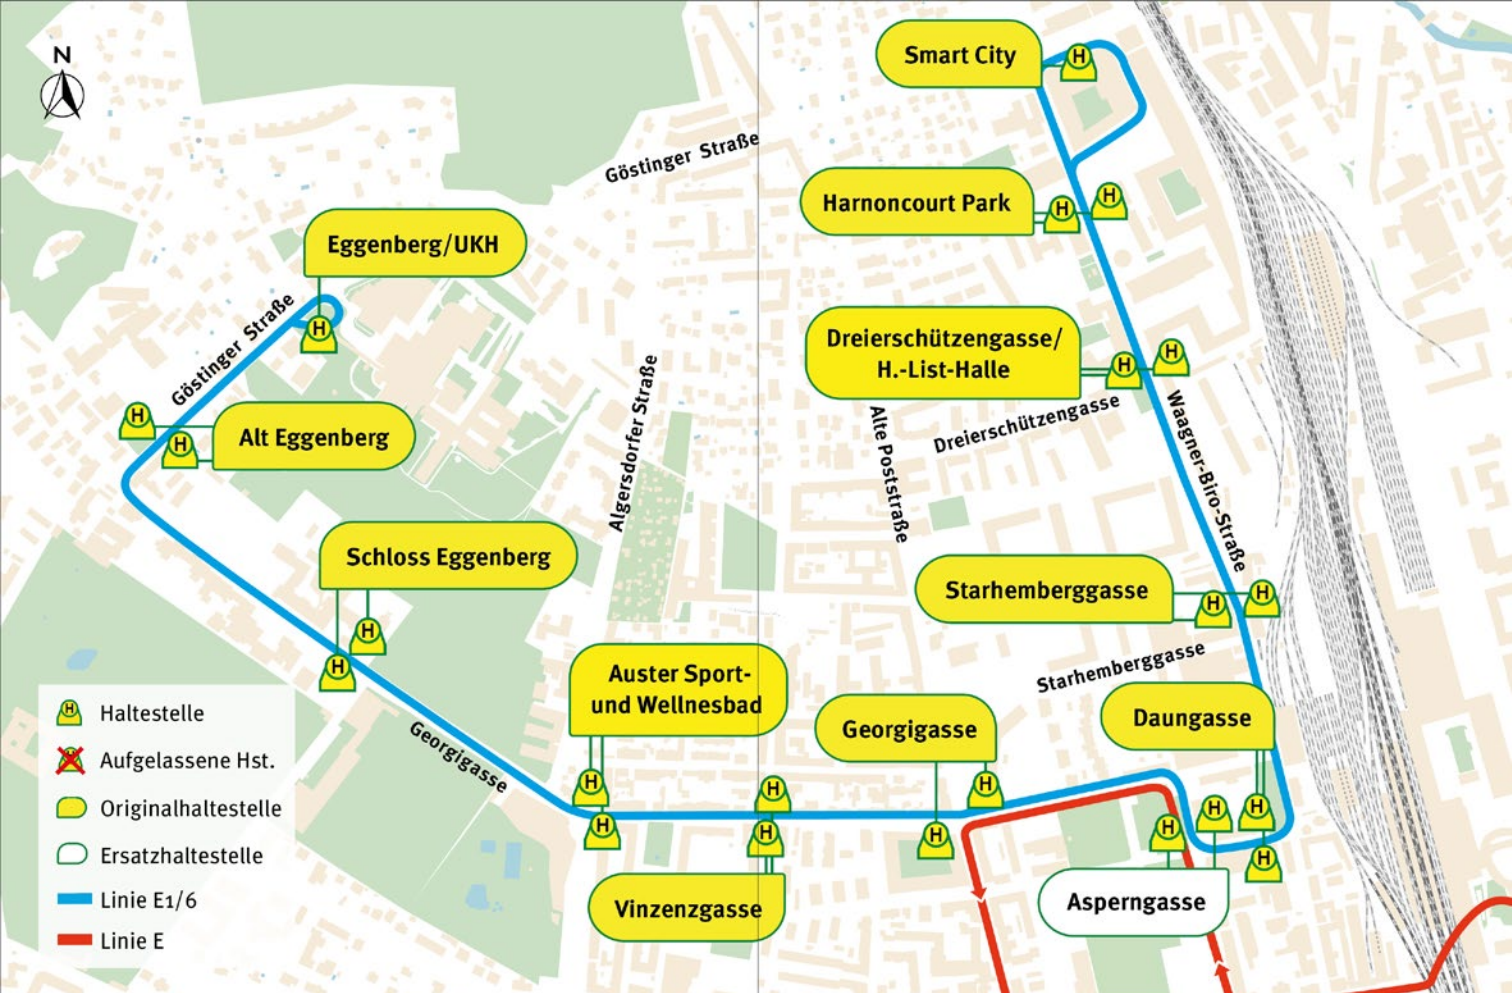 N
Smart City
H
Göstinger Straße
Harnoncourt Park
H
H
Eggenberg/UKH
H
Göstinger Straße
Dreierschützengasse/
H.-List-Halle
H
H
Dreierschützengasse
Waagner-Biro-Straße
Alte Poststraße
Algersdorfer Straße
H
H
Alt Eggenberg
Schloss Eggenberg
H
H
Starhemberggasse
H
H
Starhemberggasse
Auster Sport-
und Wellnesbad
H
H
Georgigasse
Georgigasse
H
H
Daungasse
H
H
H
H
Vinzenzgasse
H
H
Asperngasse
H Haltestelle
H Aufgelassene Hst.
Originalhaltestelle
Ersatzhaltestelle
Linie E1/6
Linie E